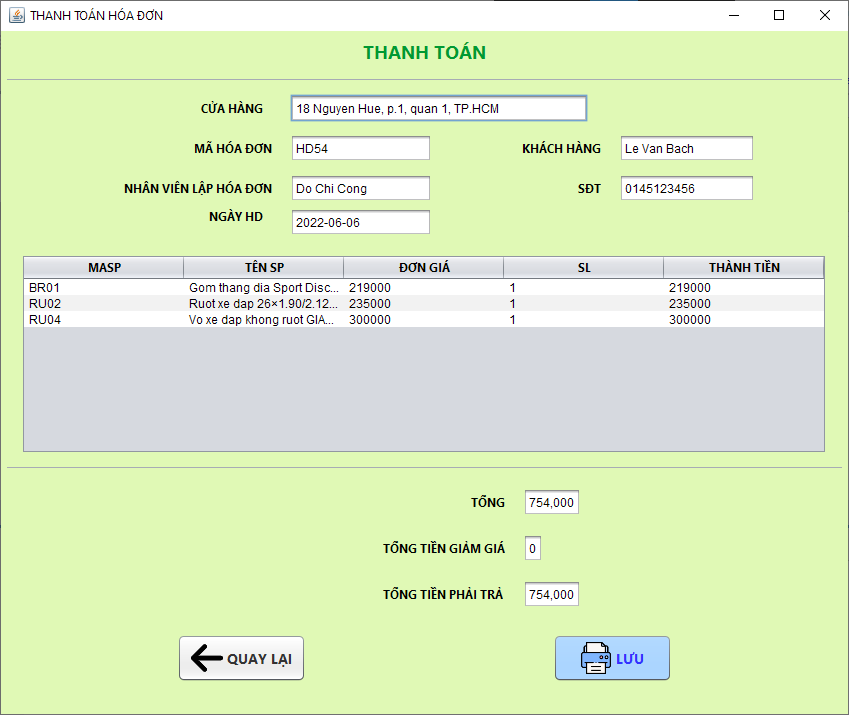 THANH TOÁN HÓA ĐƠN
THANH TOÁN
CỬA HÀNG 18 Nguyen Hue, p.1, quan 1, TP.HCM
MÃ HÓA ĐƠN HD54 KHÁCH HÀNG Le Van Bach
NHÂN VIÊN LẬP HÓA ĐƠN Do Chi Cong SĐT 0145123456
NGÀY HD 2022-06-06
MASP TÊN SP ĐƠN GIÁ SL THÀNH TIỀN
BR01 Gom thang dia Sport Disc... 219000 1 219000
RU02 Ruot xe dap 26×1.90/2.12... 235000 1 235000
RU04 Vo xe dap khong ruot GIA... 300000 1 300000
TỔNG 754,000
TỔNG TIỀN GIẢM GIÁ 0
TỔNG TIỀN PHẢI TRẢ 754,000
QUAY LẠI LƯU